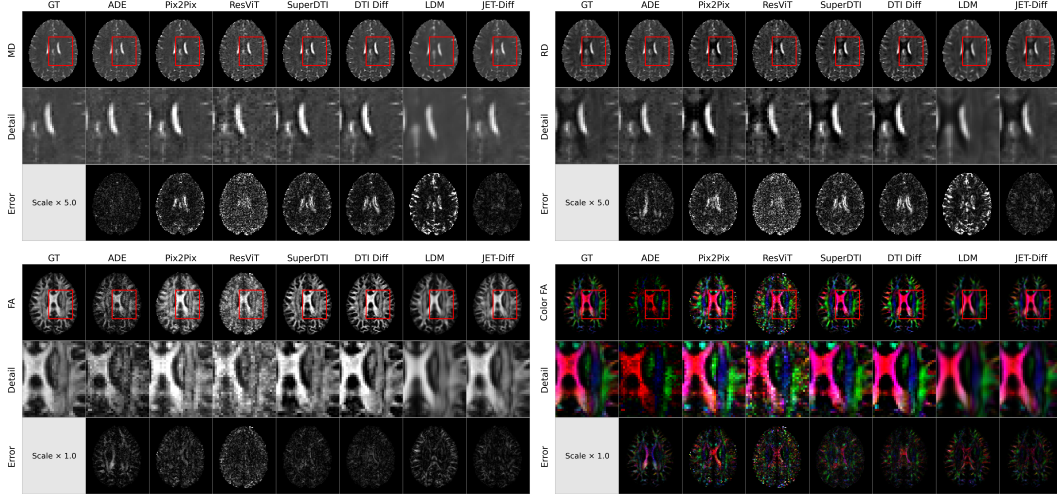 GT ADE Pix2Pix ResViT SuperDTI DTI Diff LDM JET-Diff
MD
Detail
Error
Scale × 5.0
GT ADE Pix2Pix ResViT SuperDTI DTI Diff LDM JET-Diff
RD
Detail
Error
Scale × 5.0
GT ADE Pix2Pix ResViT SuperDTI DTI Diff LDM JET-Diff
FA
Detail
Error
Scale × 1.0
GT ADE Pix2Pix ResViT SuperDTI DTI Diff LDM JET-Diff
Color FA
Detail
Error
Scale × 1.0